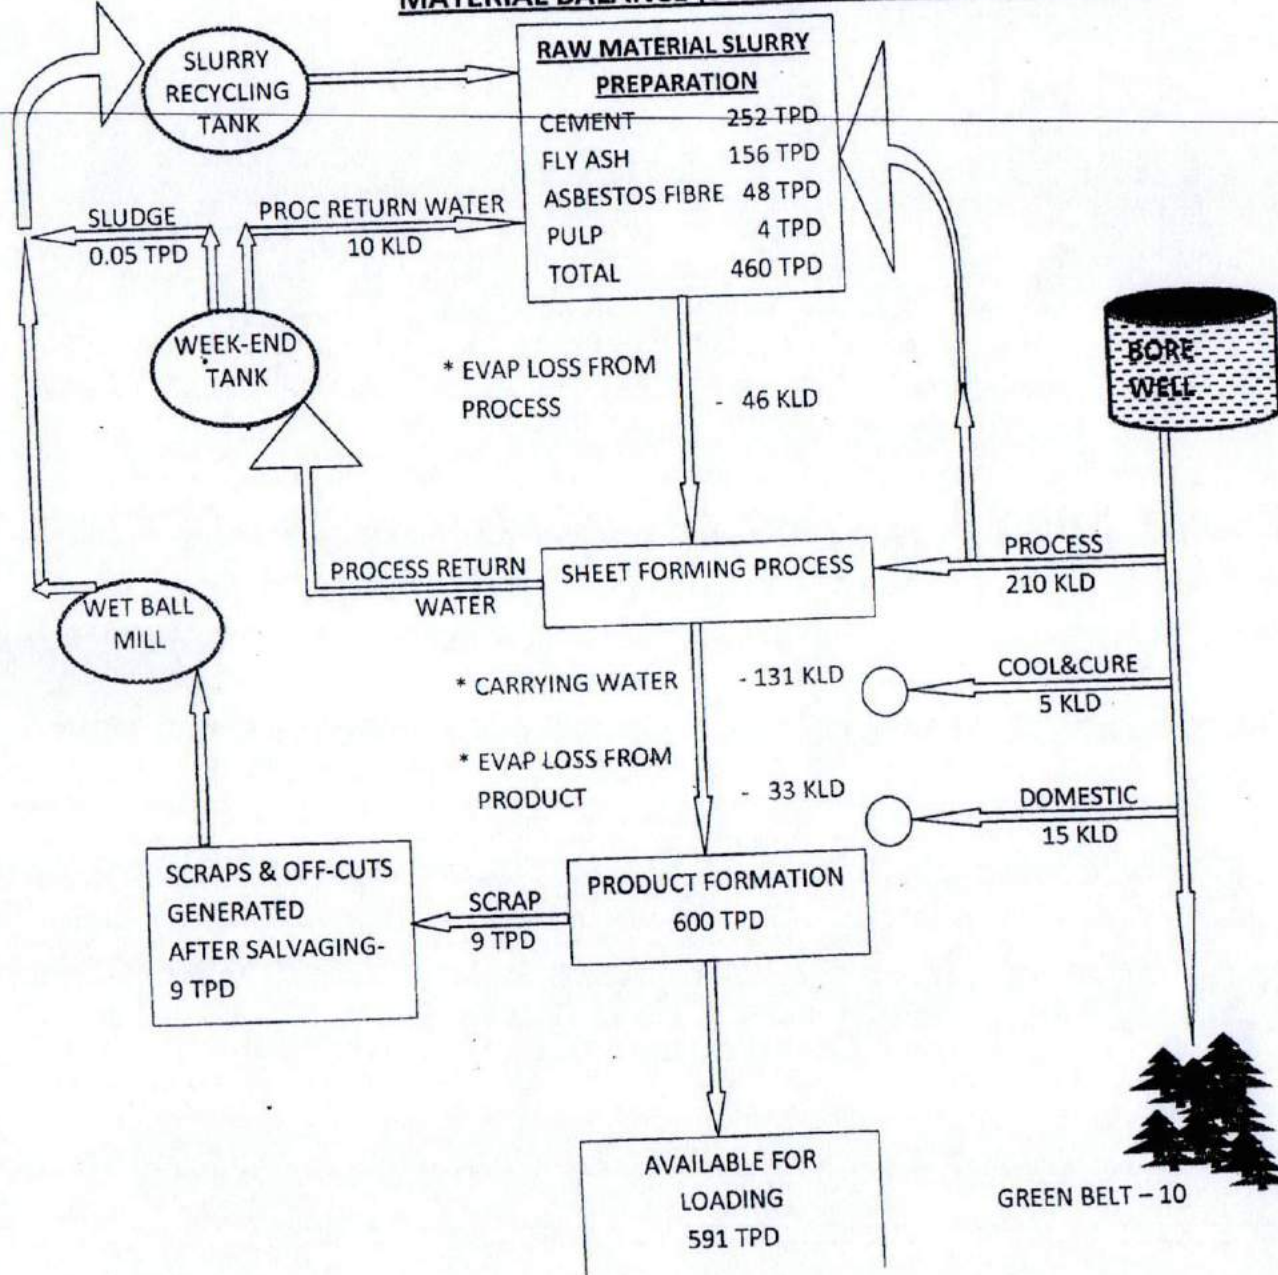 MATERIAL BALANCE
SLURRY
RECYCLING
TANK
RAW MATERIAL SLURRY
PREPARATION
CEMENT 252 TPD
FLY ASH 156 TPD
ASBESTOS FIBRE 48 TPD
PULP 4 TPD
TOTAL 460 TPD
SLUDGE
0.05 TPD
PROC RETURN WATER
10 KLD
WEEK-END
TANK
* EVAP LOSS FROM
PROCESS - 46 KLD
BORE
WELL
PROCESS RETURN
WATER
SHEET FORMING PROCESS
PROCESS
210 KLD
WET BALL
MILL
* CARRYING WATER - 131 KLD
COOL&CURE
5 KLD
* EVAP LOSS FROM
PRODUCT - 33 KLD
DOMESTIC
15 KLD
SCRAPS & OFF-CUTS
GENERATED
AFTER SALVAGING-
9 TPD
SCRAP
9 TPD
PRODUCT FORMATION
600 TPD
AVAILABLE FOR
LOADING
591 TPD
GREEN BELT – 10